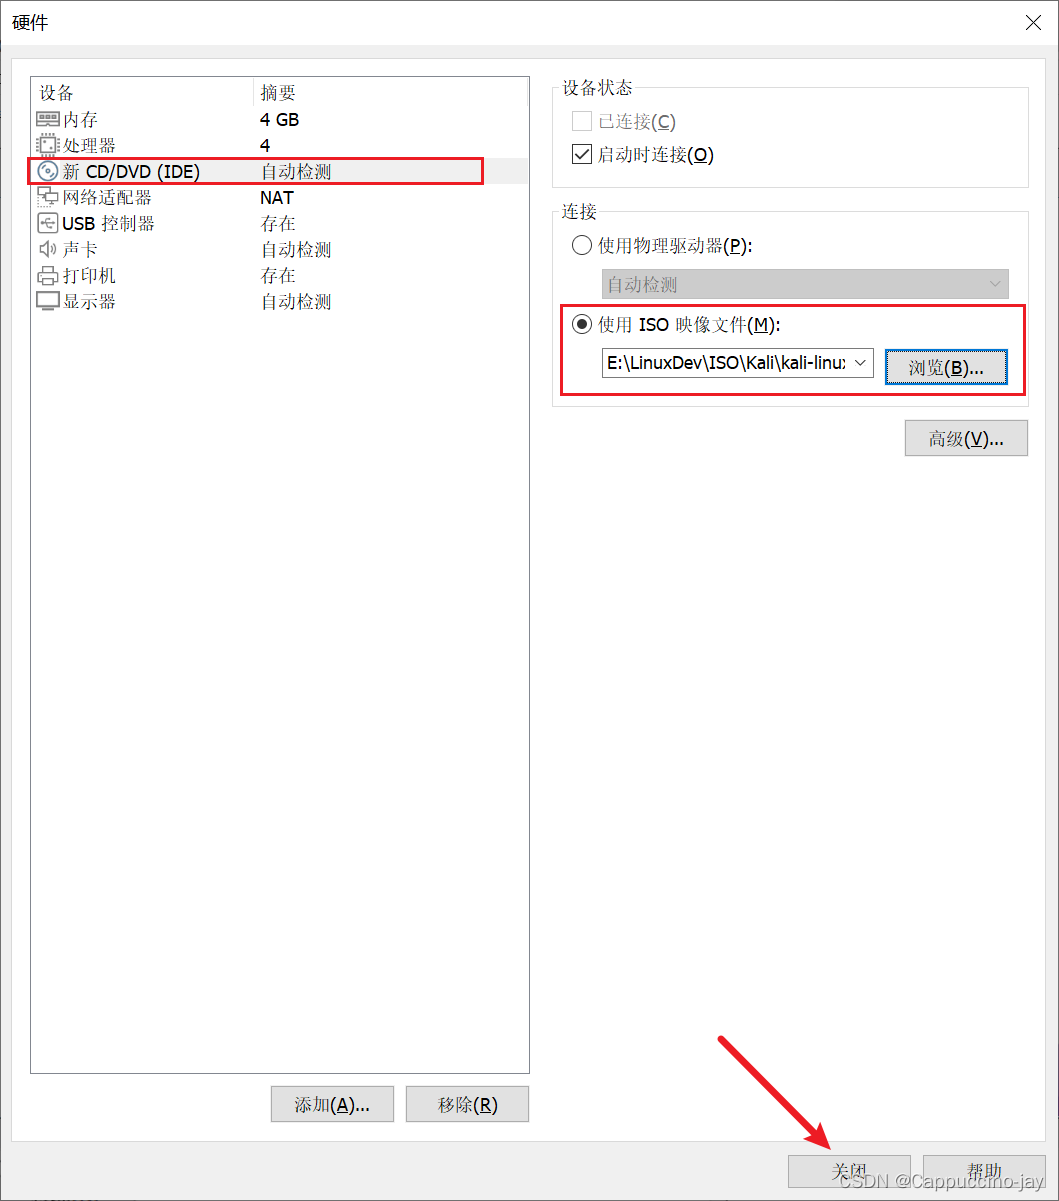 硬件
设备 摘要
内存 4 GB
处理器 4
新 CD/DVD (IDE) 自动检测
网络适配器 NAT
USB 控制器 存在
声卡 自动检测
打印机 存在
显示器 自动检测
设备状态
已连接(C)
启动时连接(O)
连接
使用物理驱动器(P):
自动检测
使用 ISO 映像文件(M):
E:\LinuxDev\ISO\Kali\kali-linux
浏览(B)...
高级(V)...
添加(A)...
移除(R)
关闭
帮助
CSDN @Cappuccino-jay